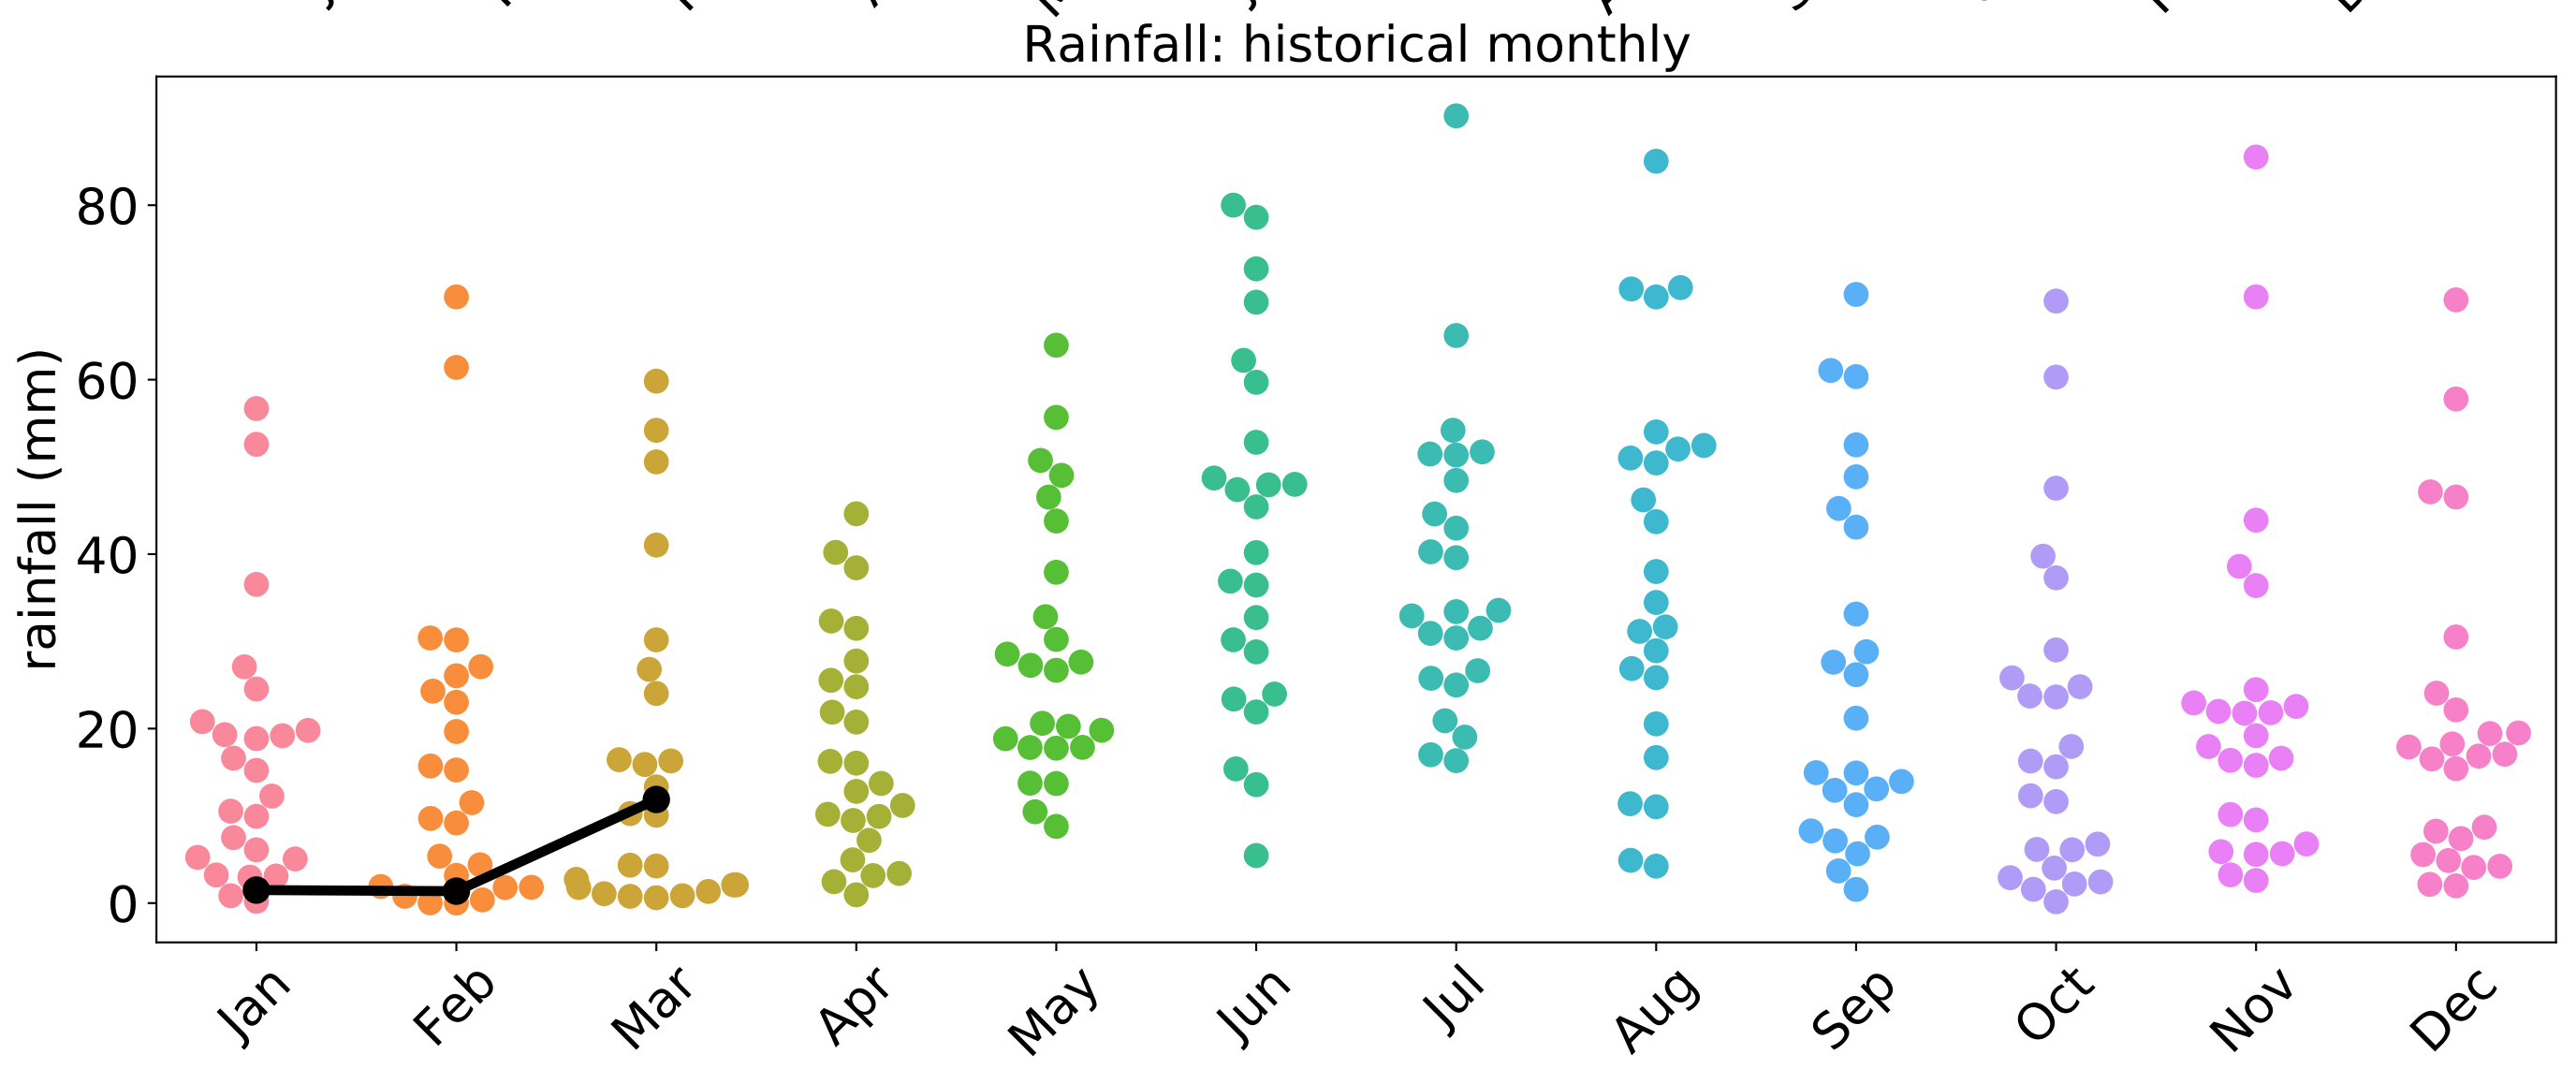 Rainfall: historical monthly
rainfall (mm)
80
60
40
20
0
Jan
Feb
Mar
Apr
May
Jun
Jul
Aug
Sep
Oct
Nov
Dec